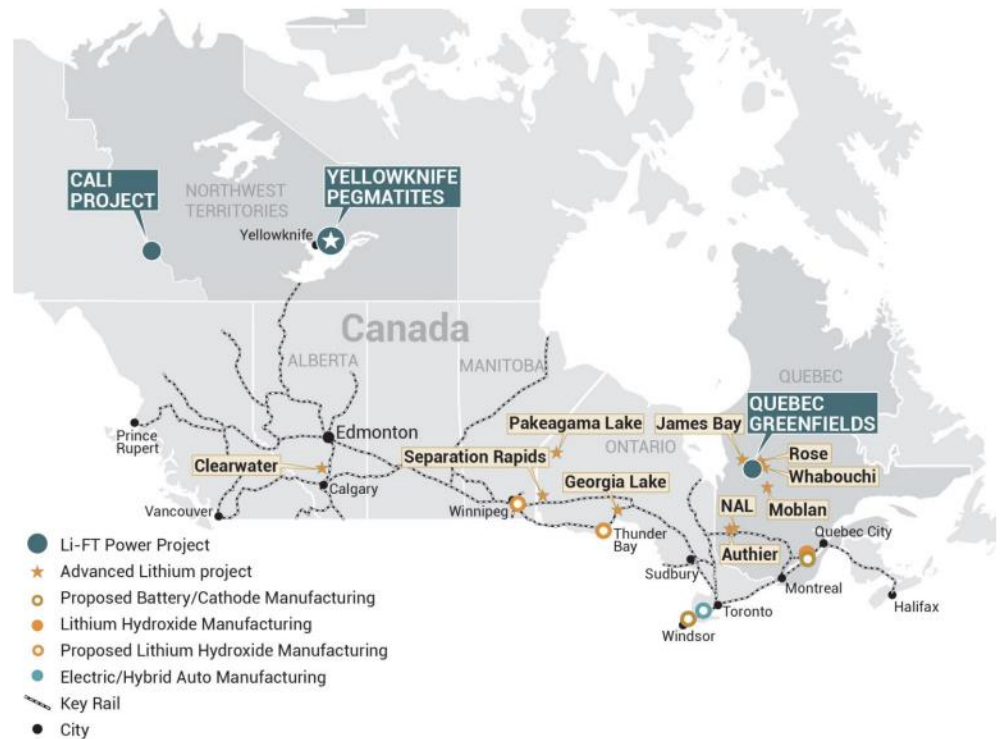 CALI
PROJECT
NORTHWEST
TERRITORIES
YELLOWKNIFE
PEGMATITES
Yellowknife
Canada
ALBERTA
MANITOBA
QUEBEC
QUEBEC
GREENFIELDS
Prince
Rupert
Edmonton
Clearwater
Calgary
Vancouver
Pakeagama Lake
ONTARIO
James Bay
Rose
Whabouchi
Separation Rapids
Georgia Lake
Moblan
NAL
Authier
Winnipeg
Thunder
Bay
Quebec City
Sudbury
Montreal
Halifax
Toronto
Windsor
Li-FT Power Project
Advanced Lithium project
Proposed Battery/Cathode Manufacturing
Lithium Hydroxide Manufacturing
Proposed Lithium Hydroxide Manufacturing
Electric/Hybrid Auto Manufacturing
Key Rail
City